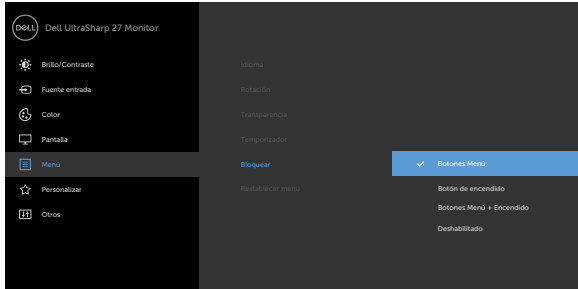 DELL
Dell UltraSharp 27 Monitor
Brillo/Contraste
Fuente entrada
Color
Pantalla
Menú
Personalizar
Otros
Idioma
Rotación
Transparencia
Temporizador
Bloquear
Restablecer menú
Botones Menú
Botón de encendido
Botones Menú + Encendido
Deshabilitado